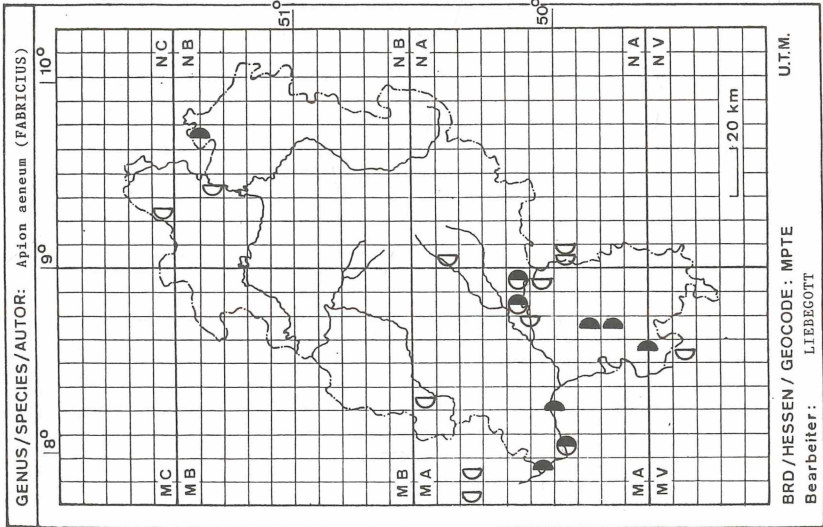 GENUS/SPECIES/AUTOR: Apion aeneum (FABRICIUS)
8° 9° 10°
MC NC
MB NB
51°
MB NB
MA NA
50°
MA NA
MV NV
20 km
BRD/HESSEN/GEOCODE: MPTE U.T.M.
Bearbeiter: LIEBEGOTT